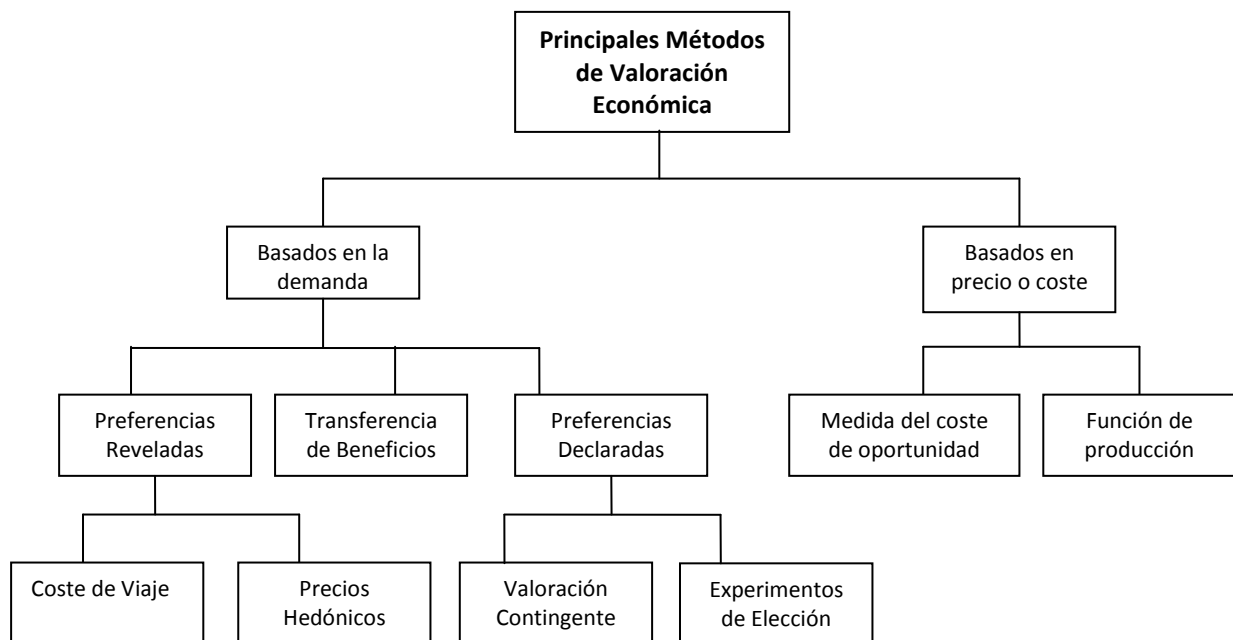 Principales Métodos
de Valoración
Económica
Basados en la
demanda
Basados en
precio o coste
Preferencias
Reveladas
Transferencia
de Beneficios
Preferencias
Declaradas
Medida del coste
de oportunidad
Función de
producción
Coste de Viaje
Precios
Hedónicos
Valoración
Contingente
Experimentos
de Elección